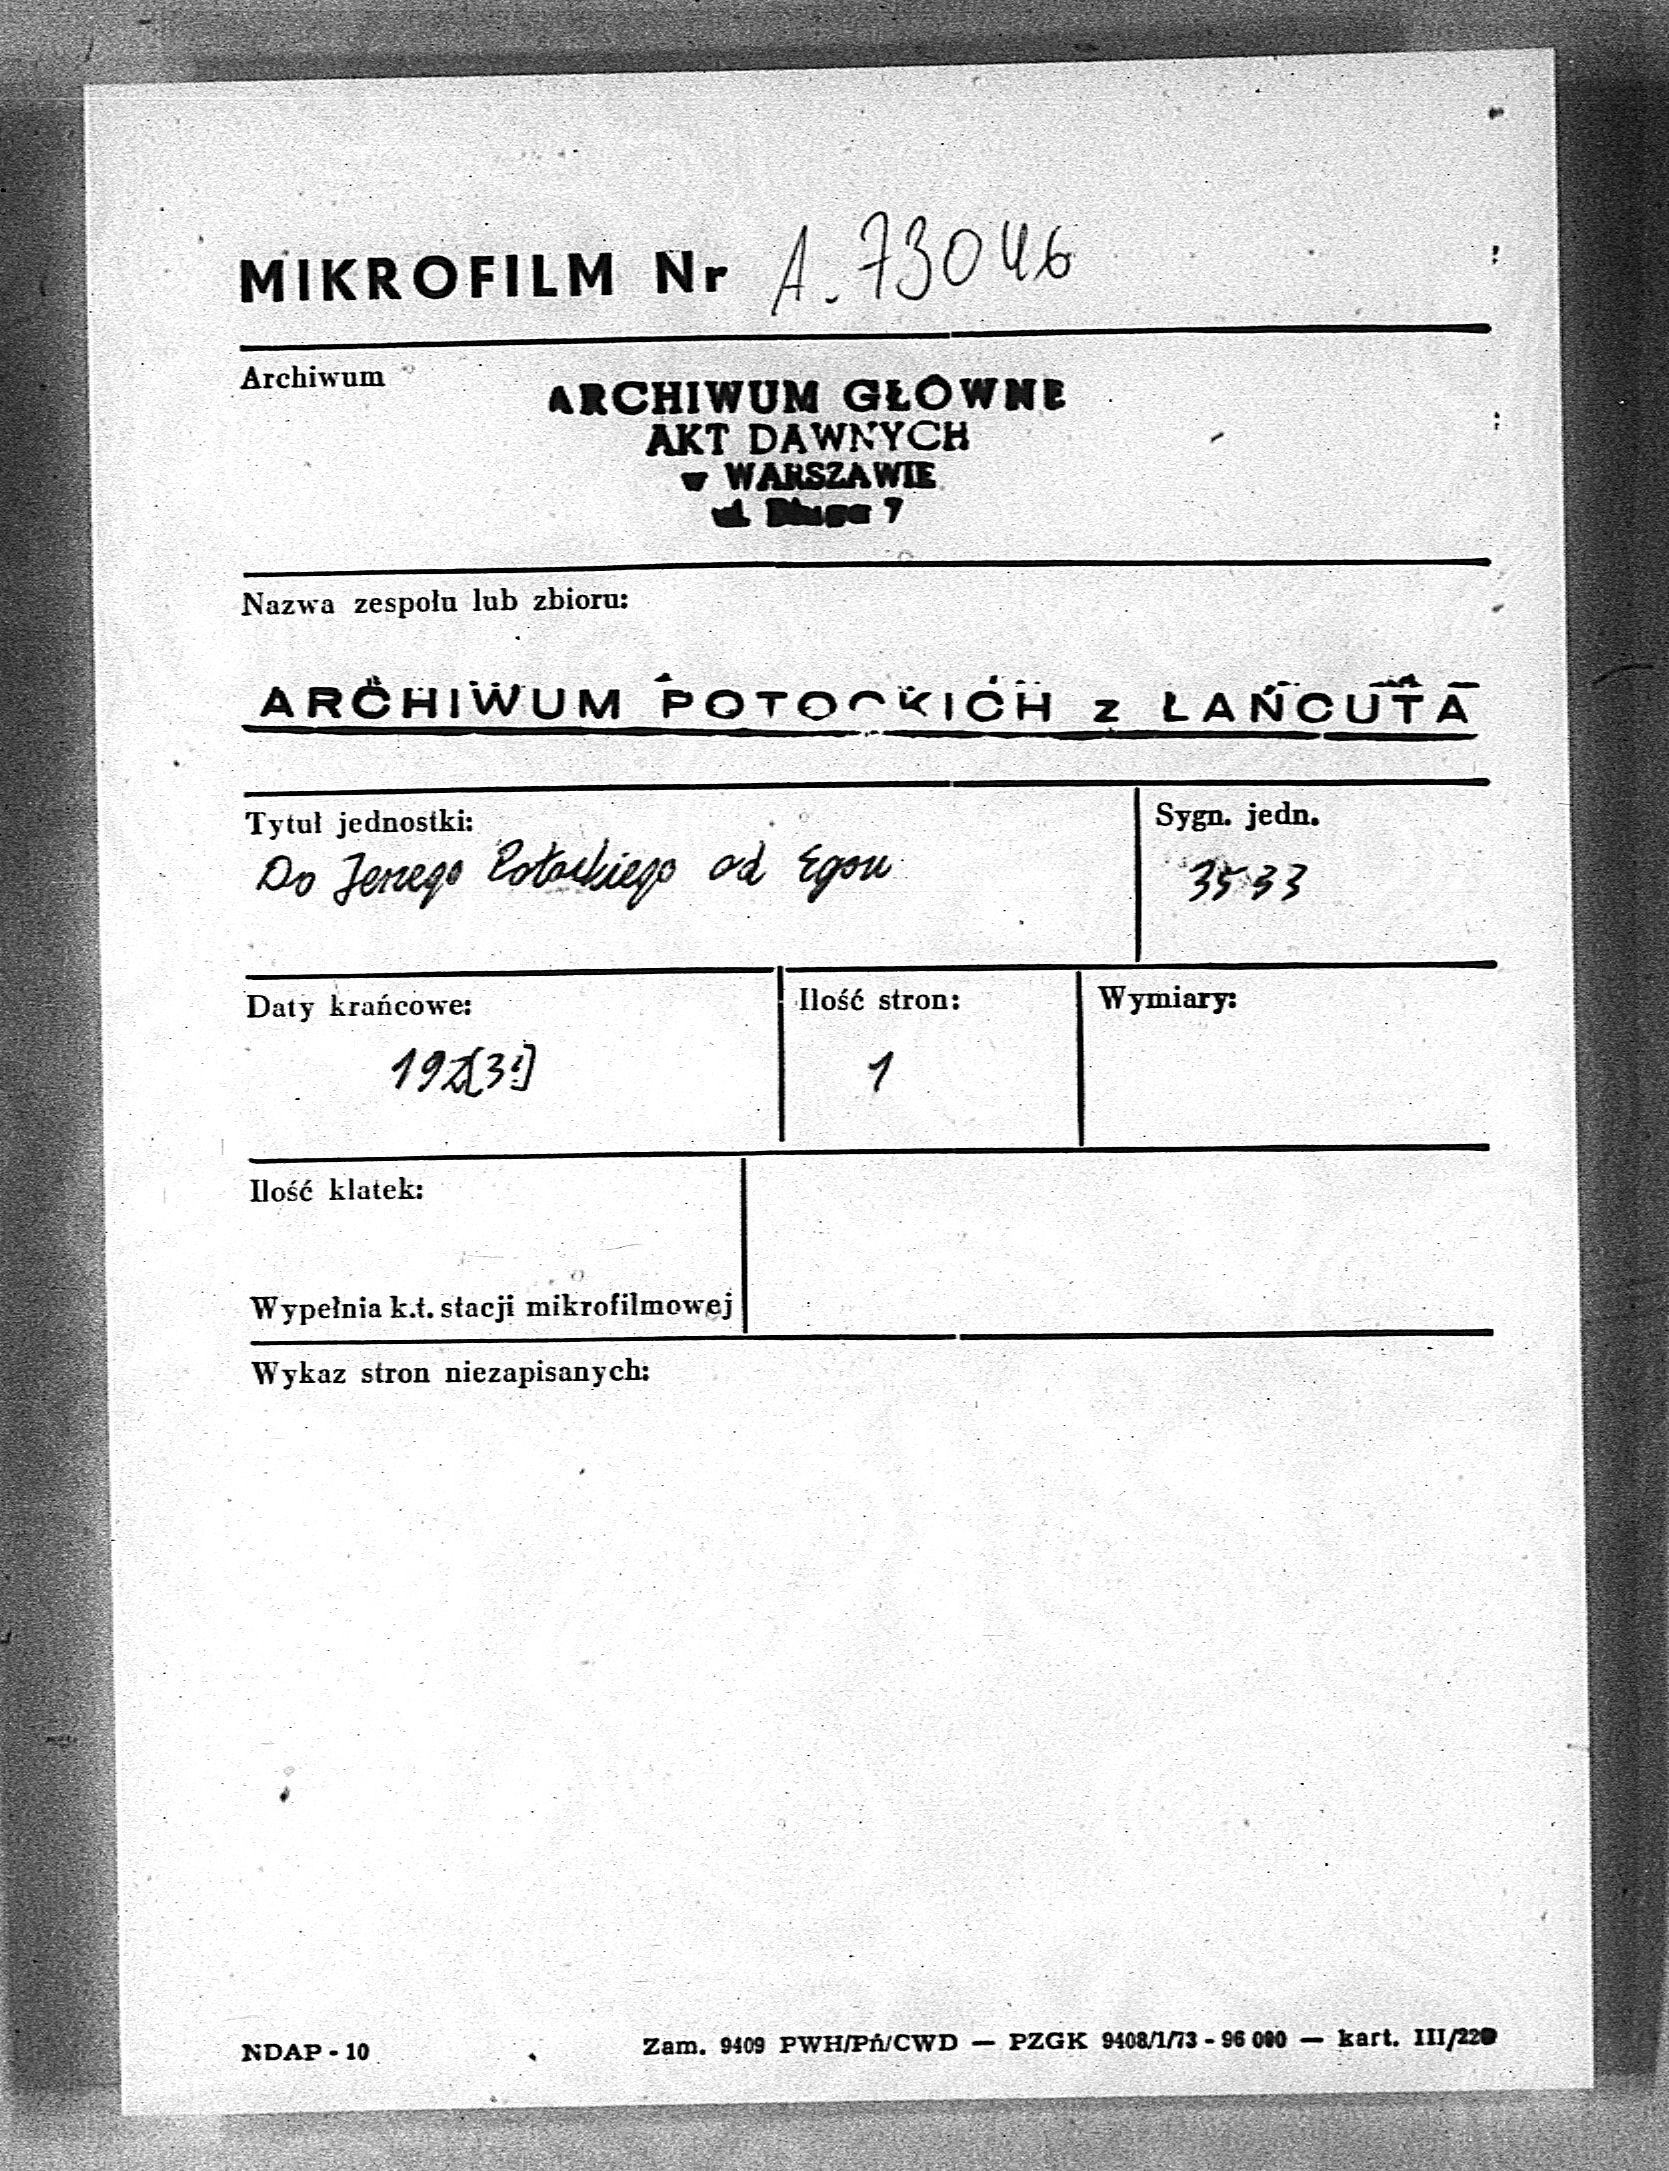 MIKROFILM Nr A. 73046
Archiwum
ARCHIWUM GŁÓWNE
AKT DAWNYCH
w WARSZAWIE
ul. Długa 7
Nazwa zespołu lub zbioru:
ARCHIWUM POTOCKICH z ŁAŃCUTA
Tytuł jednostki:
Sygn. jedn.
Do Jerzego Potockiego od Egon
3533
Daty krańcowe:
Ilość stron:
Wymiary:
1
Ilość klatek:
Wypełnia k.t. stacji mikrofilmowej
Wykaz stron niezapisanych:
NDAP - 10
Zam. 9409 PWH/Pń/CWD — PZGK 9408/1/73 - 96 000 — kart. III/220